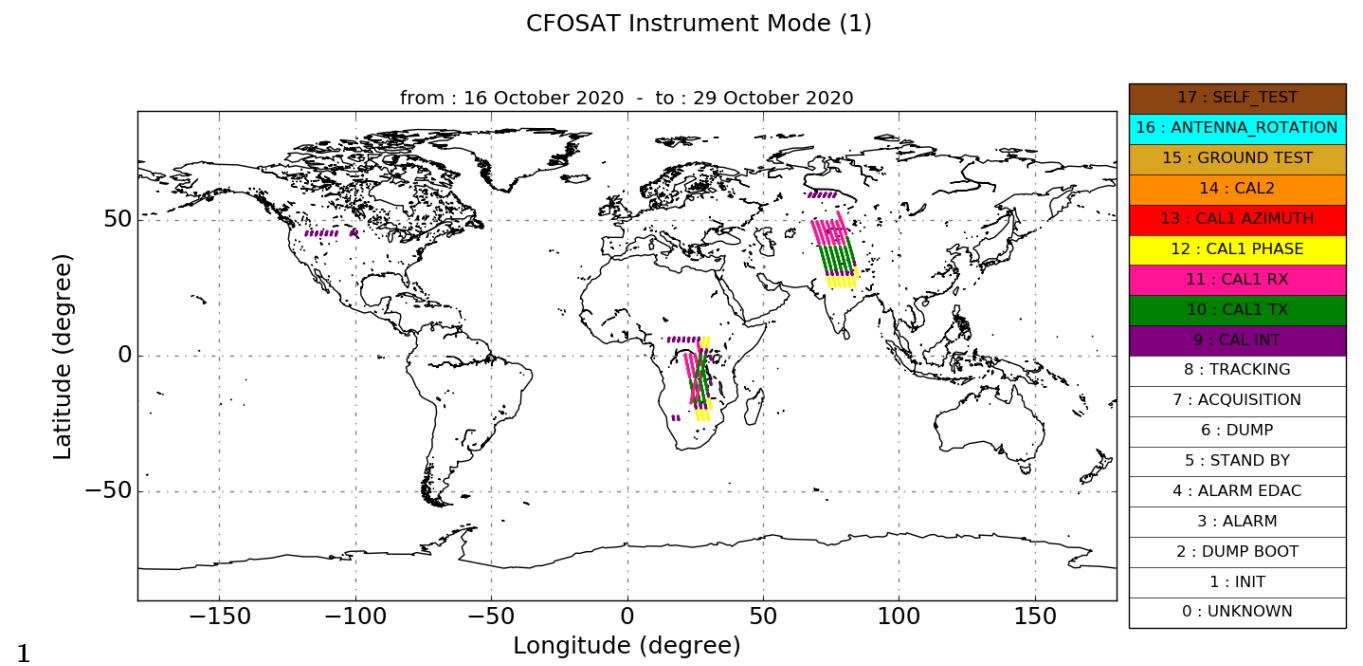 CFOSAT Instrument Mode (1)
from : 16 October 2020 - to : 29 October 2020
17 : SELF_TEST
16 : ANTENNA_ROTATION
15 : GROUND TEST
14 : CAL2
13 : CAL1 AZIMUTH
12 : CAL1 PHASE
11 : CAL1 RX
10 : CAL1 TX
9 : CAL INT
8 : TRACKING
7 : ACQUISITION
6 : DUMP
5 : STAND BY
4 : ALARM EDAC
3 : ALARM
2 : DUMP BOOT
1 : INIT
0 : UNKNOWN
Latitude (degree)
50
0
−50
−150 −100 −50 0 50 100 150
Longitude (degree)
1